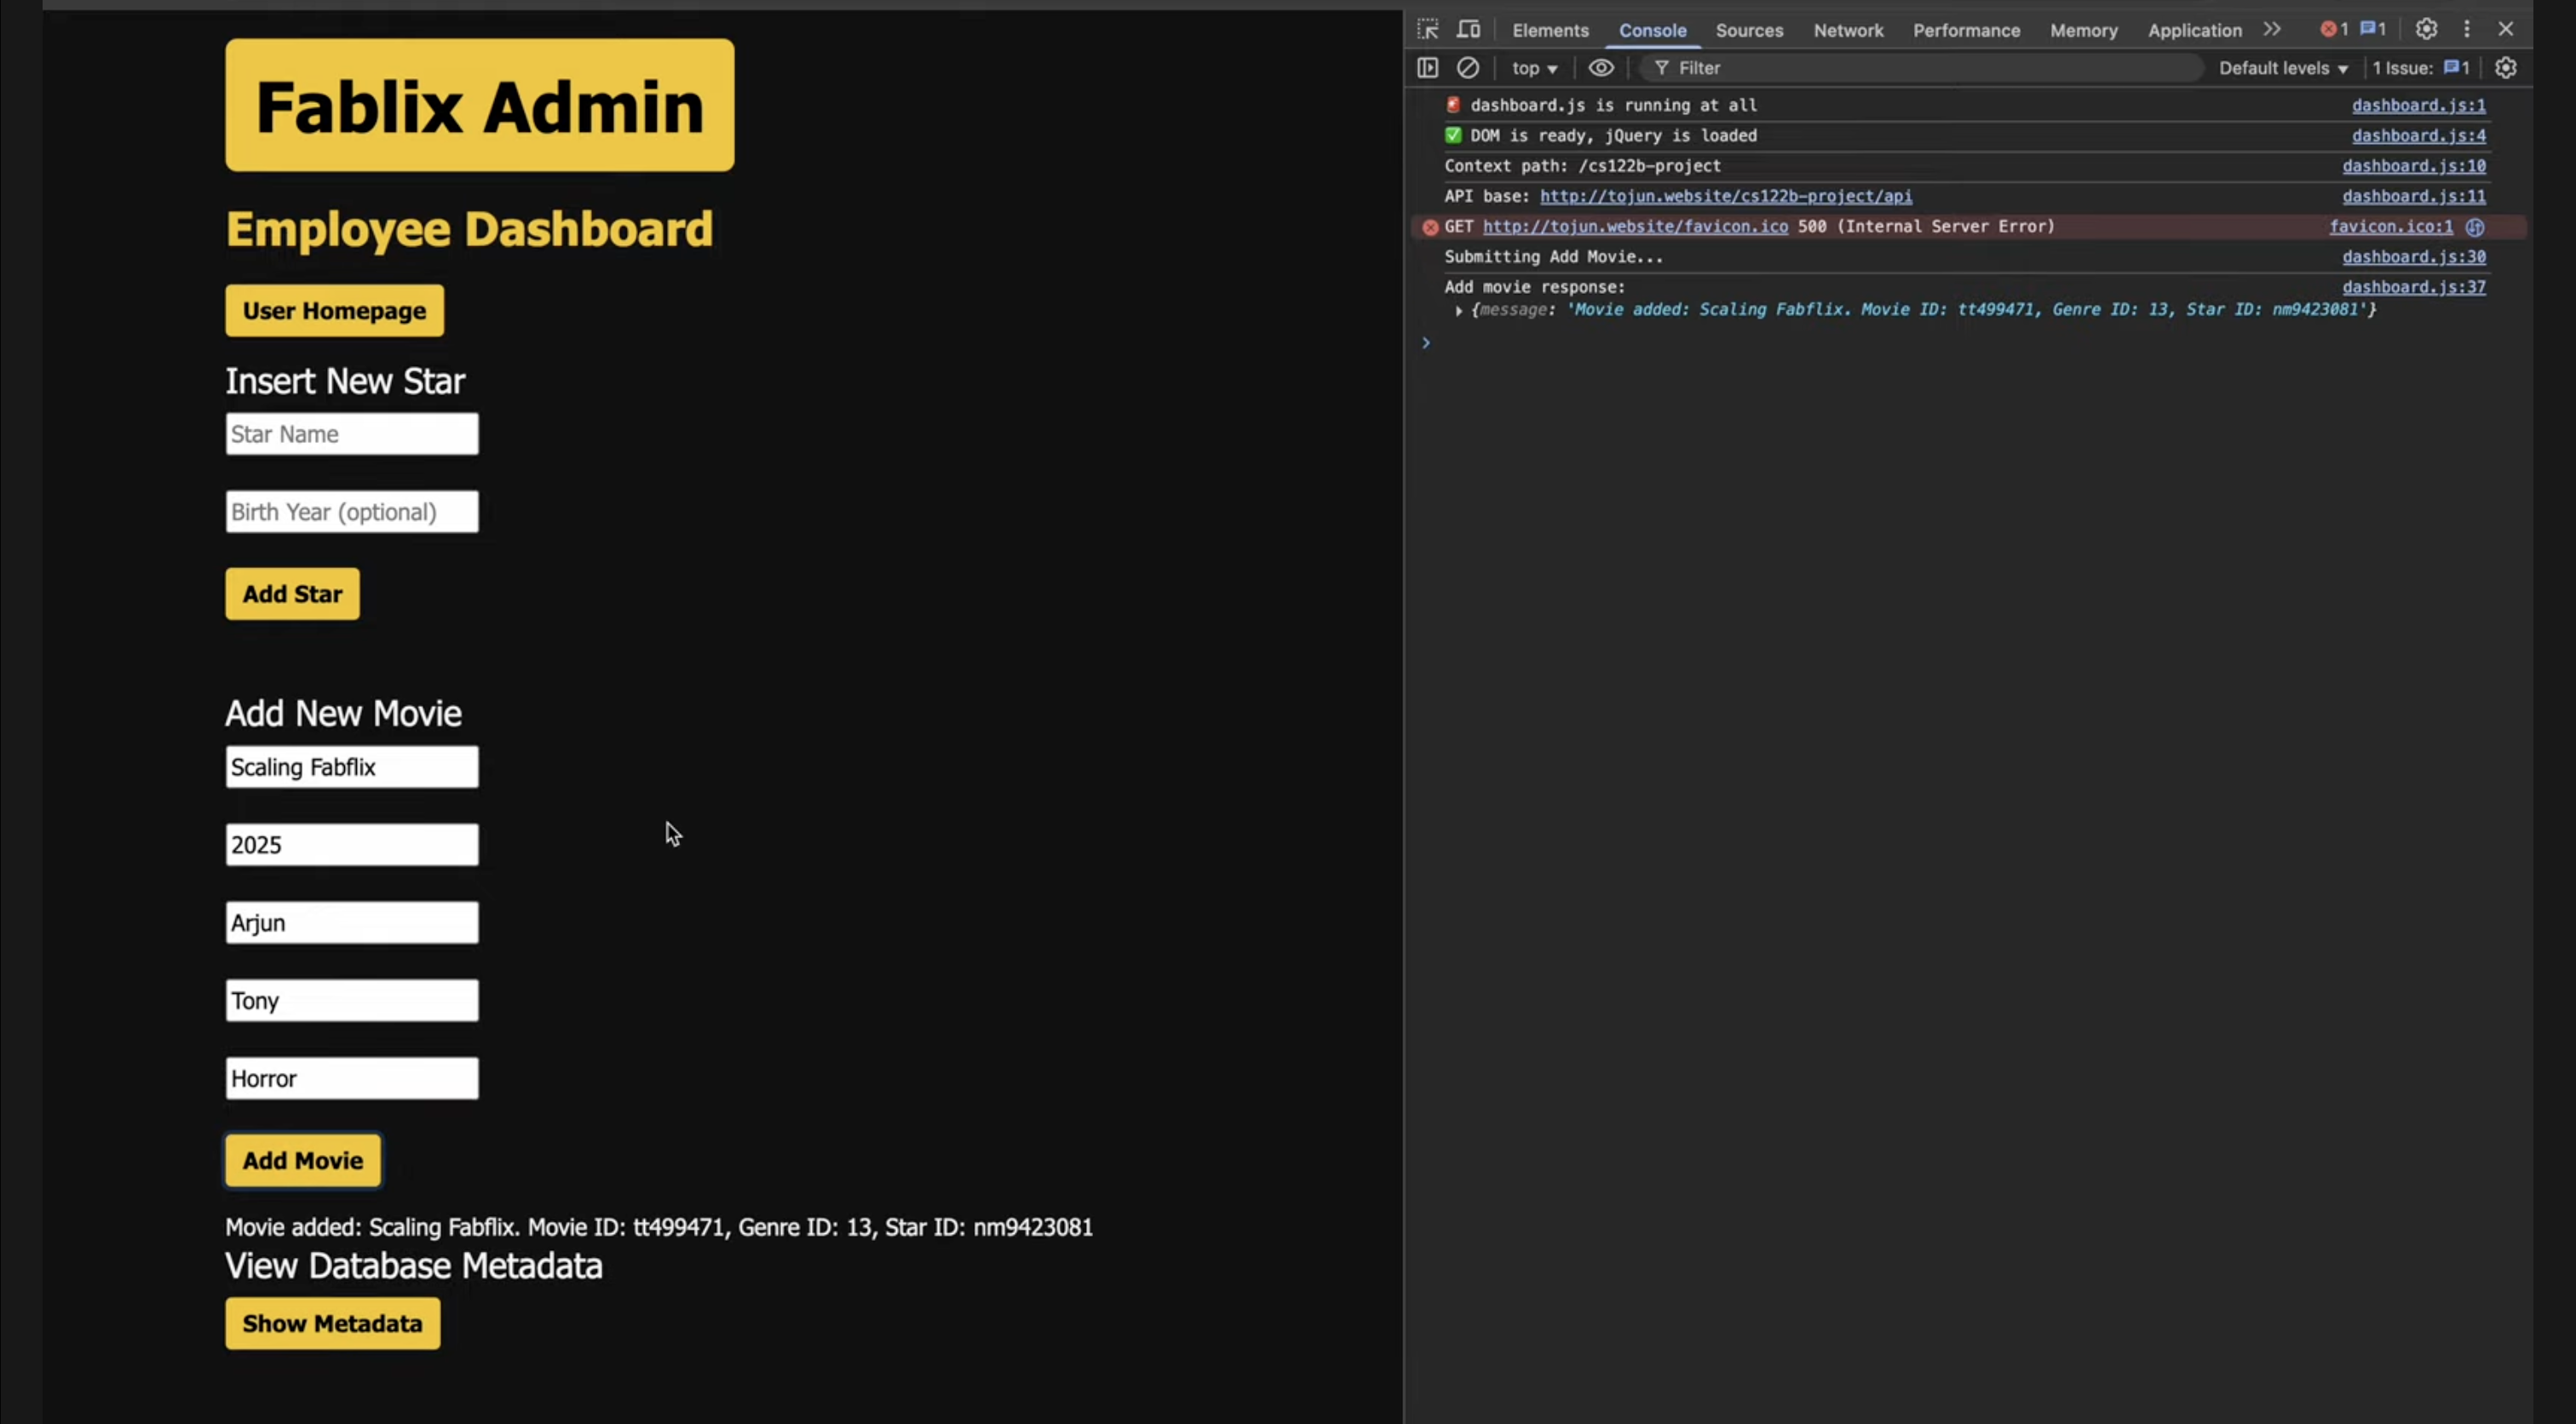 Fablix Admin
Employee Dashboard
User Homepage
Insert New Star
Star Name
Birth Year (optional)
Add Star
Add New Movie
Scaling Fabflix
2025
Arjun
Tony
Horror
Add Movie
Movie added: Scaling Fabflix. Movie ID: tt499471, Genre ID: 13, Star ID: nm9423081
View Database Metadata
Show Metadata
Elements Console Sources Network Performance Memory Application 1 1
top Filter Default levels 1 Issue: 1
dashboard.js is running at all dashboard.js:1
DOM is ready, jQuery is loaded dashboard.js:4
Context path: /cs122b-project dashboard.js:10
API base: http://tojun.website/cs122b-project/api dashboard.js:11
GET http://tojun.website/favicon.ico 500 (Internal Server Error) favicon.ico:1
Submitting Add Movie... dashboard.js:30
Add movie response: dashboard.js:37
{message: 'Movie added: Scaling Fabflix. Movie ID: tt499471, Genre ID: 13, Star ID: nm9423081'}